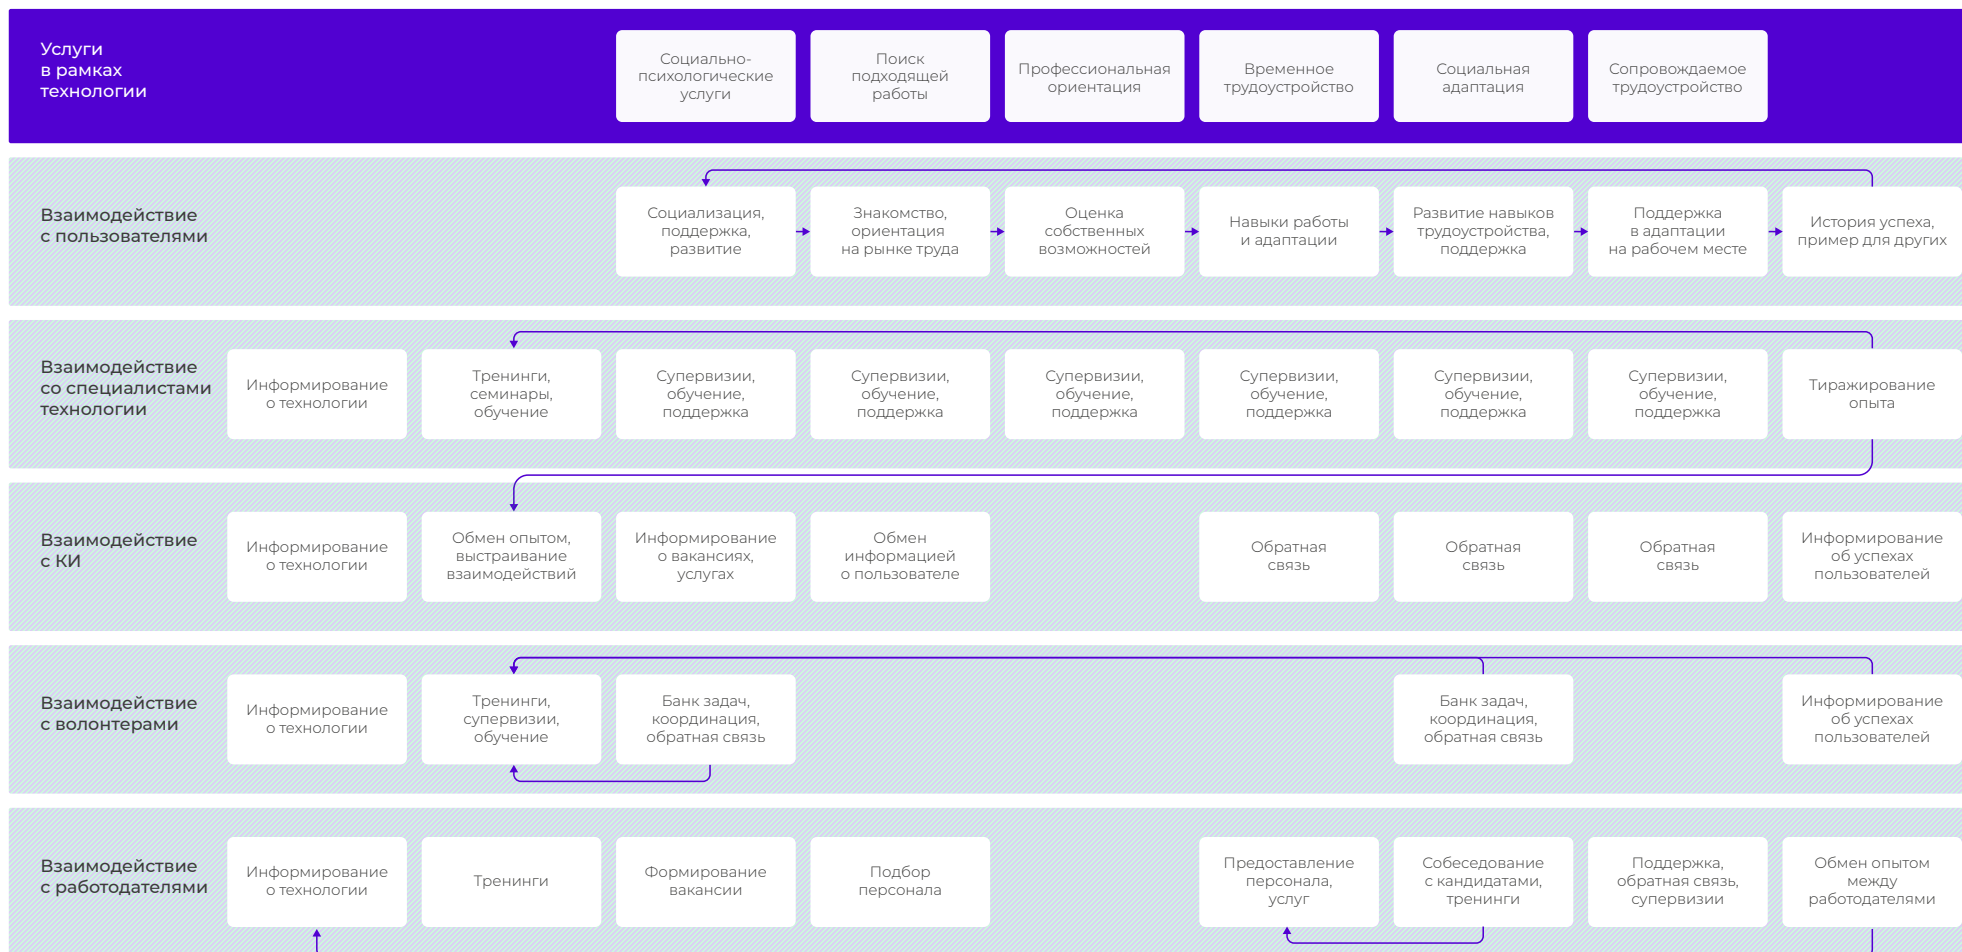 Услуги
в рамках
технологии
Социально-
психологические
услуги
Поиск
подходящей
работы
Профессиональная
ориентация
Временное
трудоустройство
Социальная
адаптация
Сопровождаемое
трудоустройство
Взаимодействие
с пользователями
Социализация,
поддержка,
развитие
Знакомство,
ориентация
на рынке труда
Оценка
собственных
возможностей
Навыки работы
и адаптации
Развитие навыков
трудоустройства,
поддержка
Поддержка
в адаптации
на рабочем месте
История успеха,
пример для других
Взаимодействие
со специалистами
технологии
Информирование
о технологии
Тренинги,
семинары,
обучение
Супервизии,
обучение,
поддержка
Супервизии,
обучение,
поддержка
Супервизии,
обучение,
поддержка
Супервизии,
обучение,
поддержка
Супервизии,
обучение,
поддержка
Супервизии,
обучение,
поддержка
Тиражирование
опыта
Взаимодействие
с КИ
Информирование
о технологии
Обмен опытом,
выстраивание
взаимодействий
Информирование
о вакансиях,
услугах
Обмен
информацией
о пользователе
Обратная
связь
Обратная
связь
Обратная
связь
Информирование
об успехах
пользователей
Взаимодействие
с волонтерами
Информирование
о технологии
Тренинги,
супервизии,
обучение
Банк задач,
координация,
обратная связь
Банк задач,
координация,
обратная связь
Информирование
об успехах
пользователей
Взаимодействие
с работодателями
Информирование
о технологии
Тренинги
Формирование
вакансии
Подбор
персонала
Предоставление
персонала,
услуг
Собеседование
с кандидатами,
тренинги
Поддержка,
обратная связь,
супервизии
Обмен опытом
между
работодателями